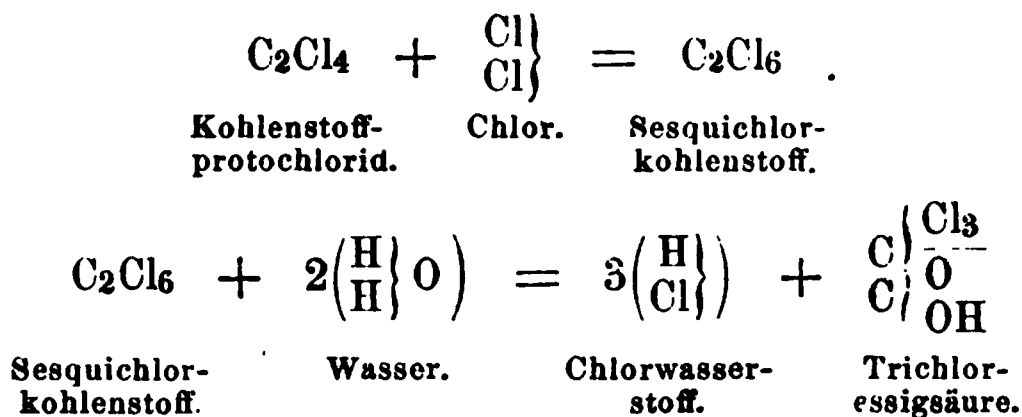 C₂Cl₄ + Cl Cl} = C₂Cl₆ .
Kohlenstoff- Chlor. Sesquichlor-
protochlorid. kohlenstoff.
C₂Cl₆ + 2(H H} O) = 3(H Cl}) + C C} Cl₃ O OH
Sesquichlor- Wasser. Chlorwasser- Trichlor-
kohlenstoff. stoff. essigsäure.